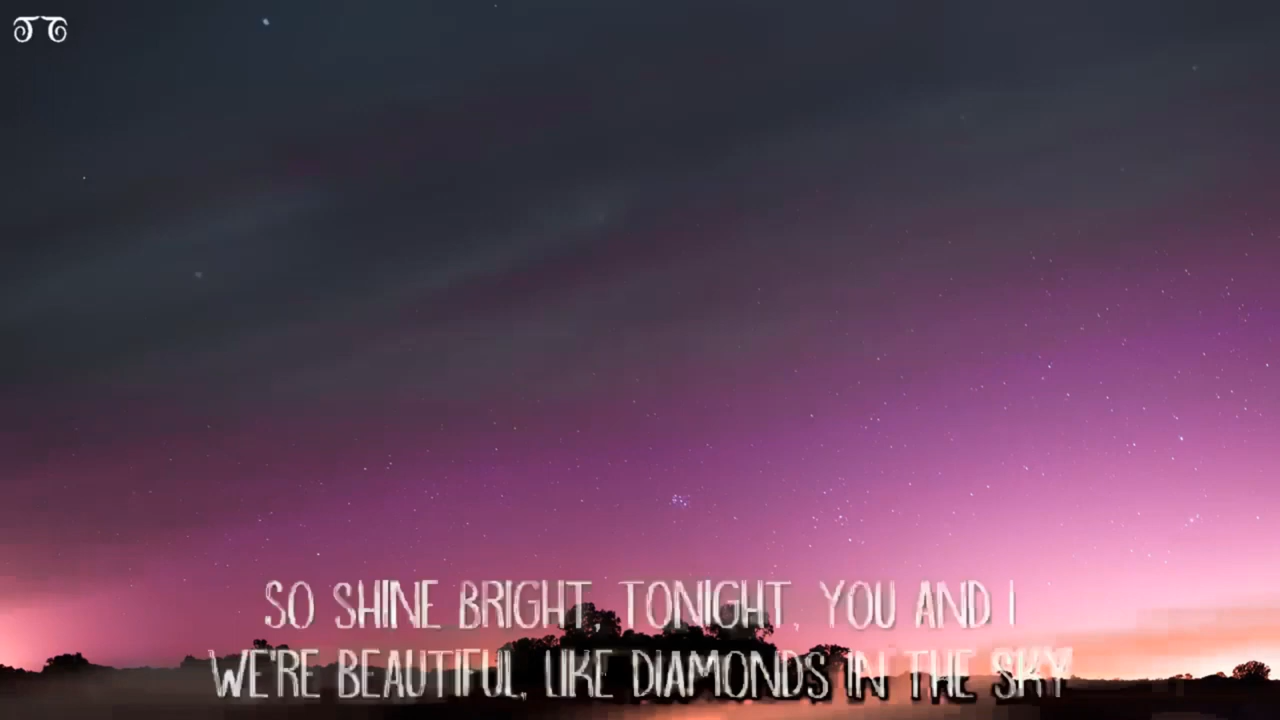 SO SHINE BRIGHT, TONIGHT, YOU AND I
WE'RE BEAUTIFUL, LIKE DIAMONDS IN THE SKY